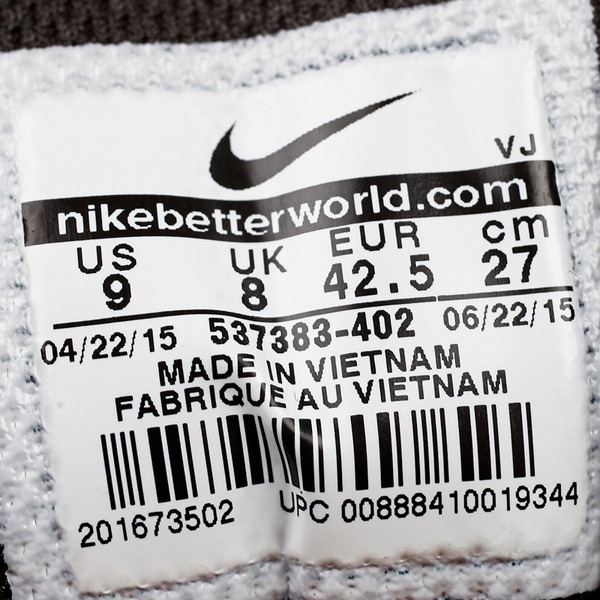 VJ
nikebetterworld.com
US UK EUR cm
9 8 42.5 27
04/22/15 537383-402 06/22/15
MADE IN VIETNAM
FABRIQUE AU VIETNAM
201673502 UPC 00888410019344